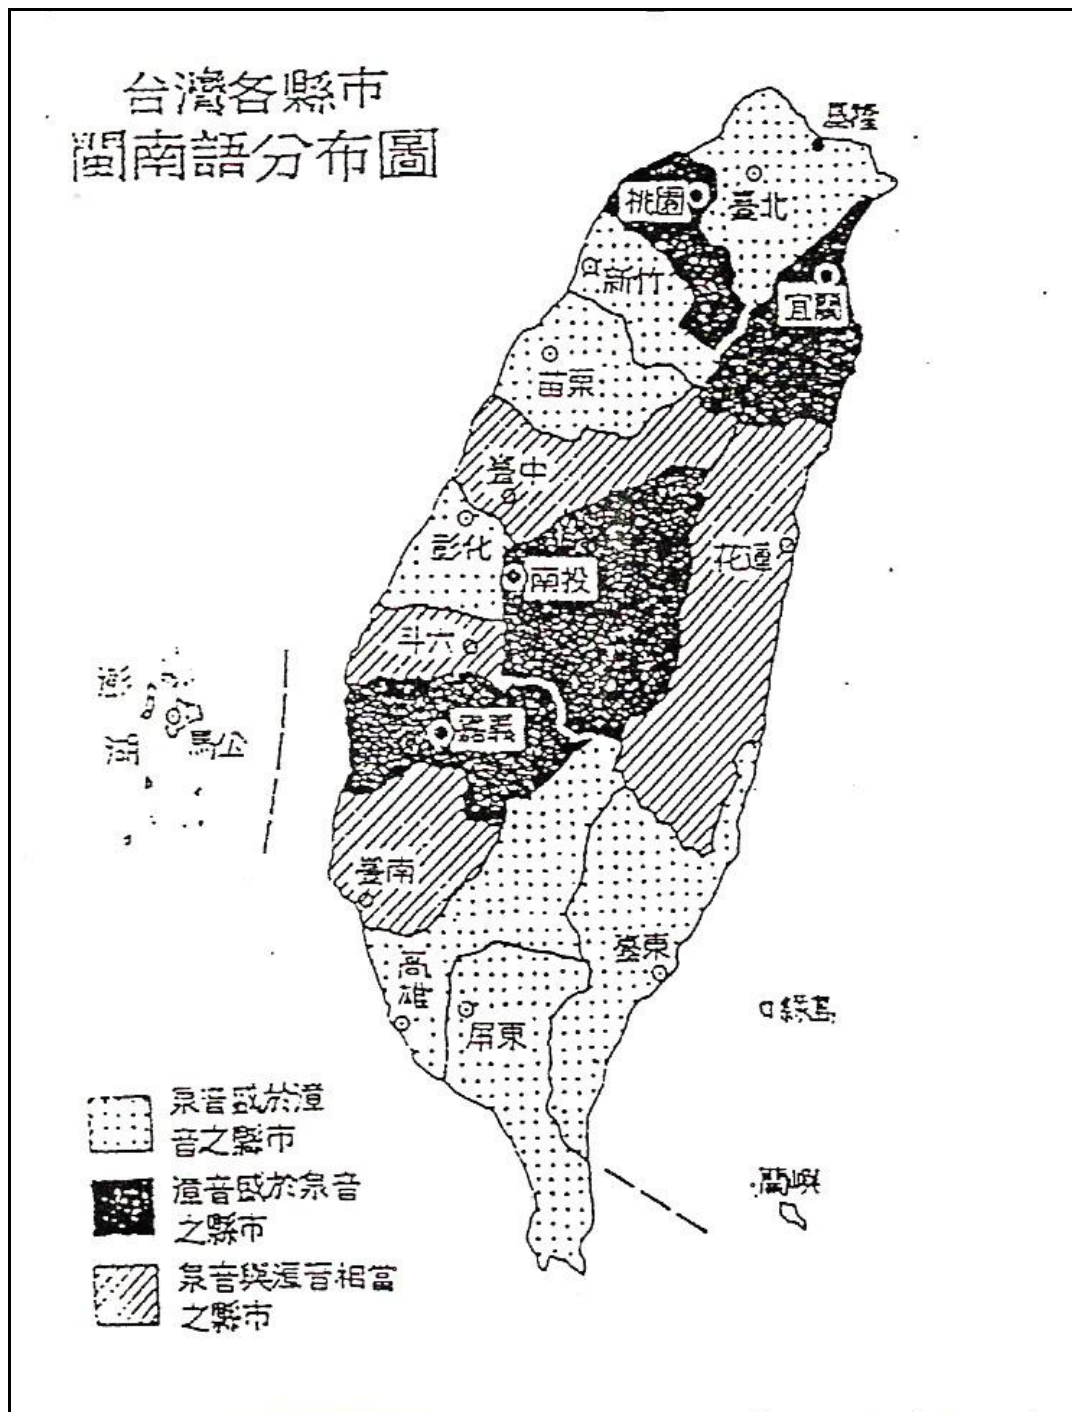 台灣各縣市
閩南語分布圖
基隆
桃園
臺北
新竹
宜蘭
苗栗
臺中
彰化
花蓮
南投
斗六
澎
湖
馬公
嘉義
臺南
臺東
高
雄
屏東
綠島
蘭嶼
泉音盛於漳
音之縣市
漳音盛於泉音
之縣市
泉音與漳音相當
之縣市